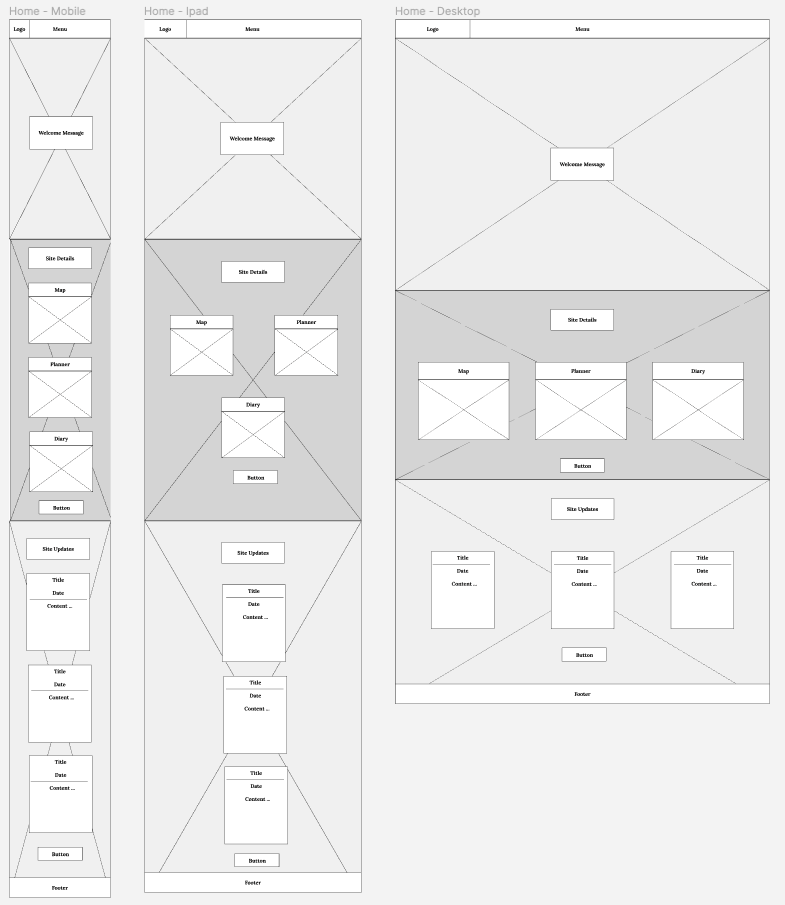 Home - Mobile
Logo Menu
Welcome Message
Site Details
Map
Planner
Diary
Button
Site Updates
Title
Date
Content ...
Title
Date
Content ...
Title
Date
Content ...
Button
Footer
Home - Ipad
Logo Menu
Welcome Message
Site Details
Map Planner
Diary
Button
Site Updates
Title
Date
Content ...
Title
Date
Content ...
Title
Date
Content ...
Button
Footer
Home - Desktop
Logo Menu
Welcome Message
Site Details
Map Planner Diary
Button
Site Updates
Title Title Title
Date Date Date
Content ... Content ... Content ...
Button
Footer